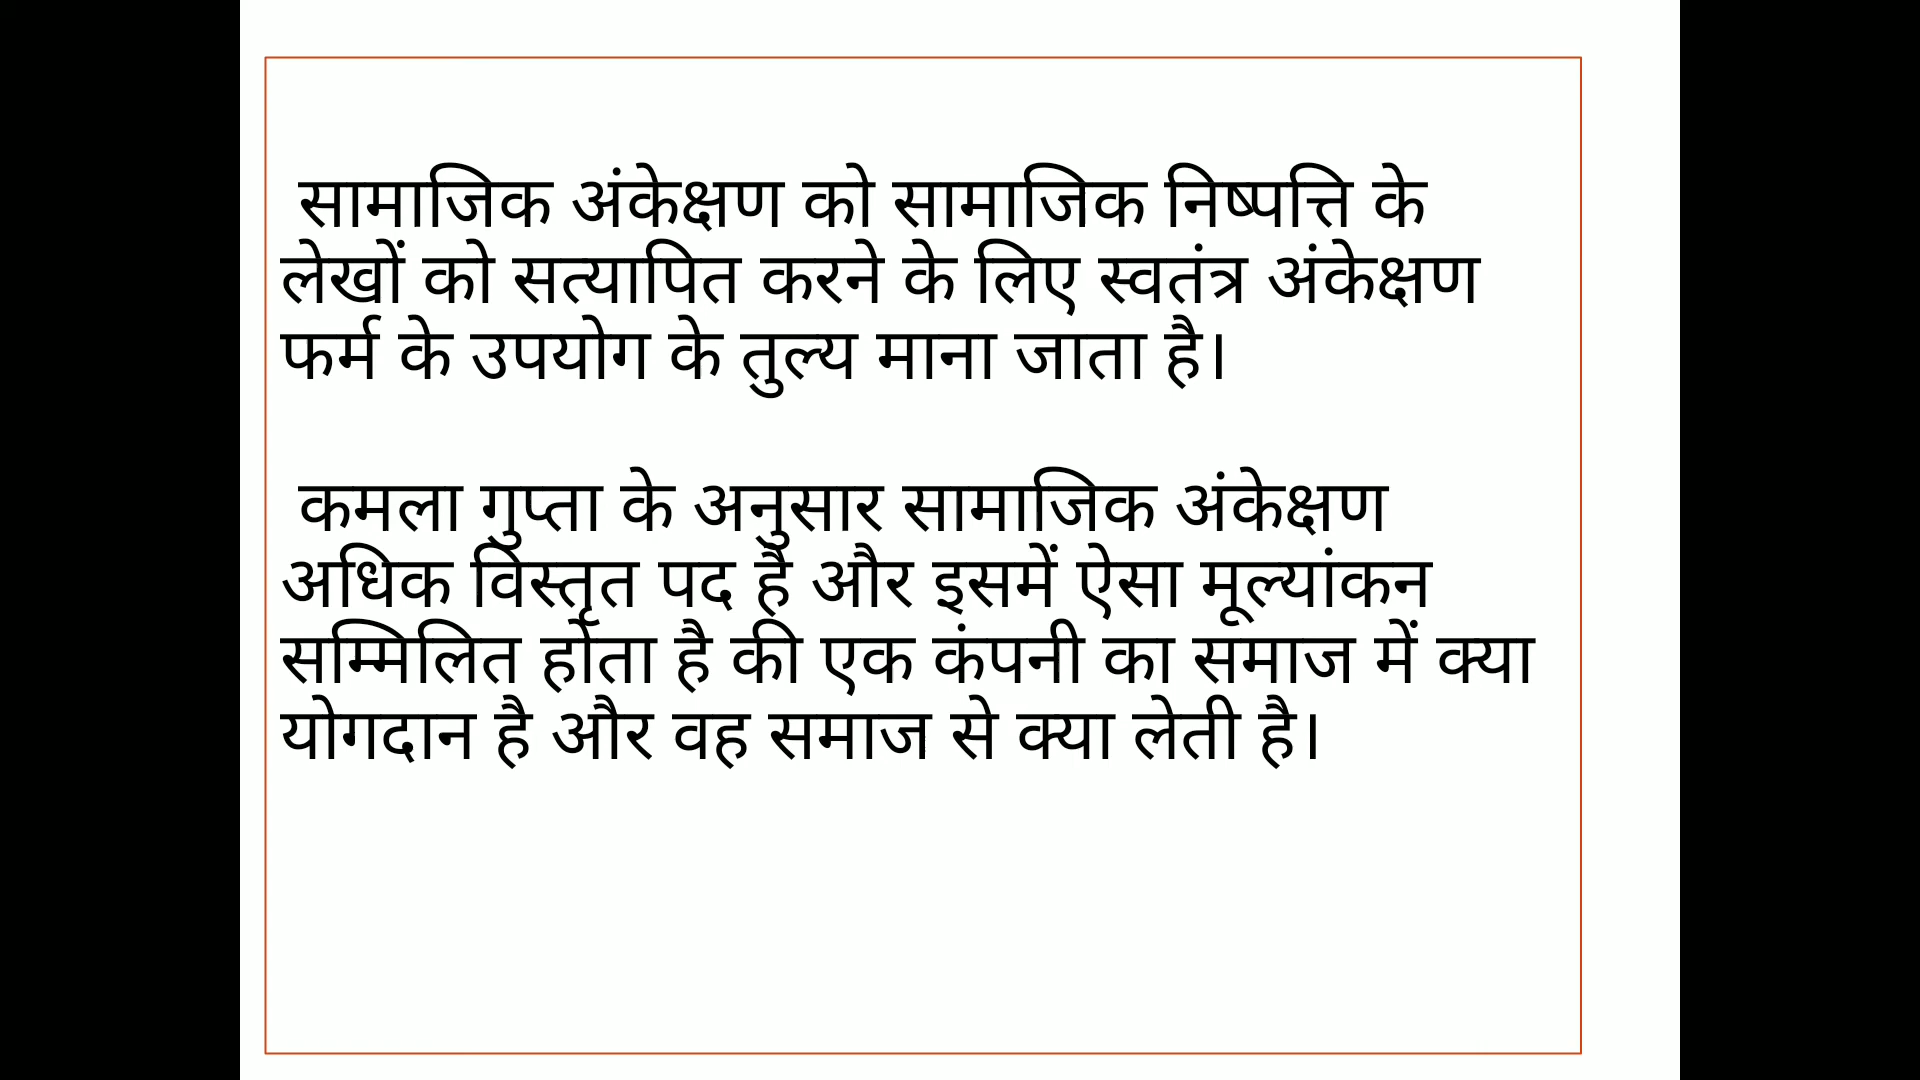 सामाजिक अंकेक्षण को सामाजिक निष्पत्ति के
लेखों को सत्यापित करने के लिए स्वतंत्र अंकेक्षण
फर्म के उपयोग के तुल्य माना जाता है।
कमला गुप्ता के अनुसार सामाजिक अंकेक्षण
अधिक विस्तृत पद है और इसमें ऐसा मूल्यांकन
सम्मिलित होता है की एक कंपनी का समाज में क्या
योगदान है और वह समाज से क्या लेती है।